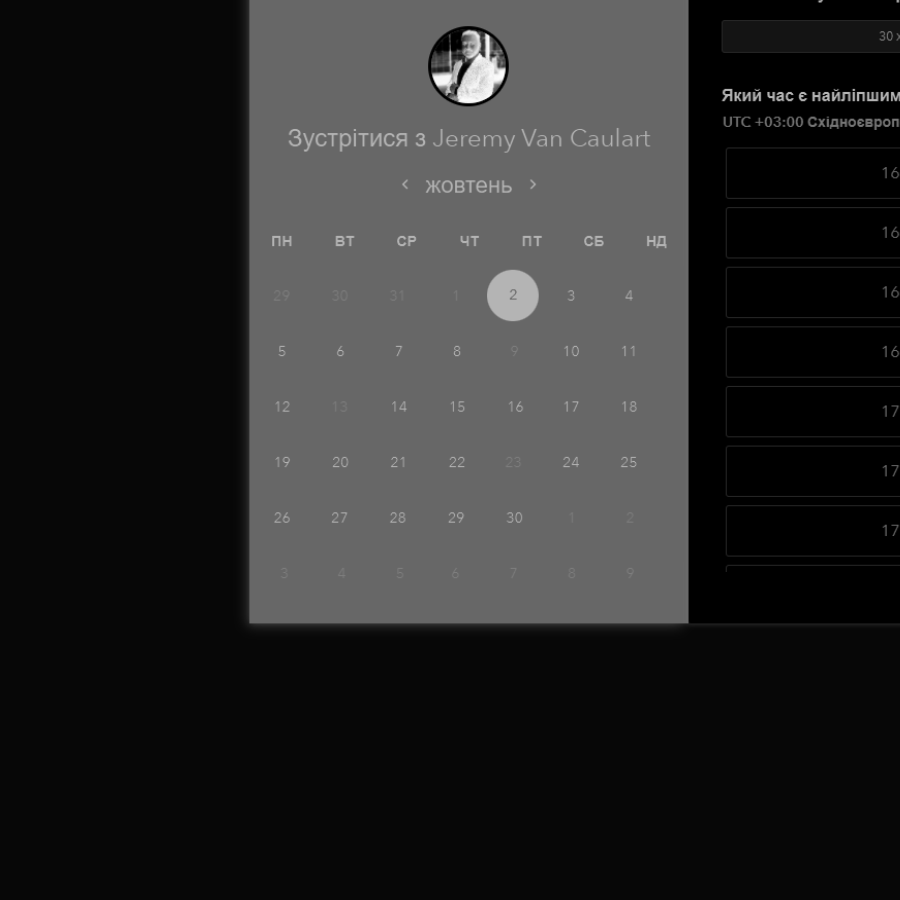 Зустрітися з Jeremy Van Caulart
жовтень
ПН ВТ СР ЧТ ПТ СБ НД
29 30 31 1 2 3 4
5 6 7 8 9 10 11
12 13 14 15 16 17 18
19 20 21 22 23 24 25
26 27 28 29 30 1 2
3 4 5 6 7 8 9
30 х
Який час є найліпшим
UTC +03:00 Східноєвроп
16
16
16
16
17
17
17